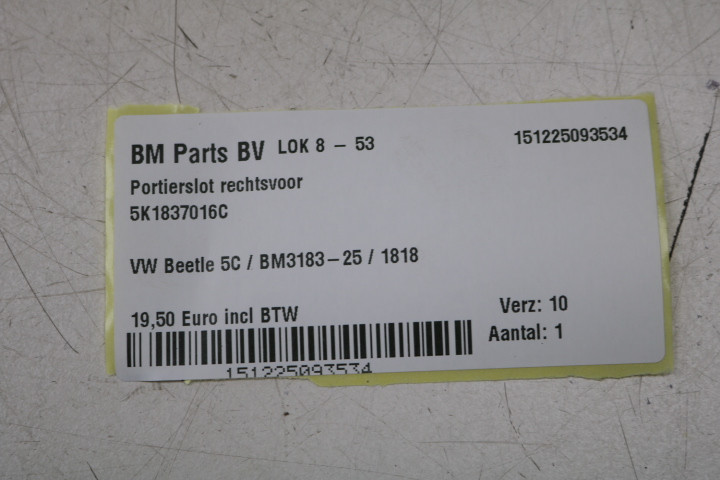 BM Parts BV LOK 8 - 53 151225093534
Portierslot rechtsvoor
5K1837016C
VW Beetle 5C / BM3183-25 / 1818
19,50 Euro incl BTW Verz: 10
Aantal: 1
151225093534